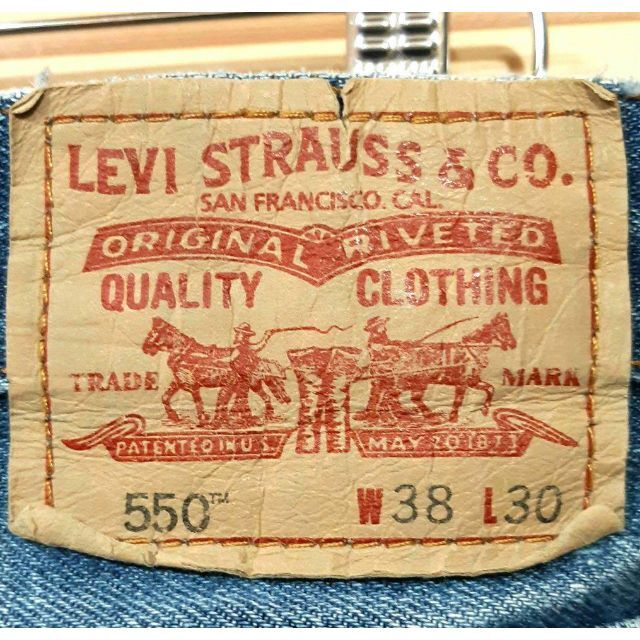 LEVI STRAUSS & CO.
SAN FRANCISCO. CAL.
ORIGINAL RIVETED
QUALITY CLOTHING
TRADE MARK
PATENTED IN U.S. MAY 20 1873
550™ W38 L30